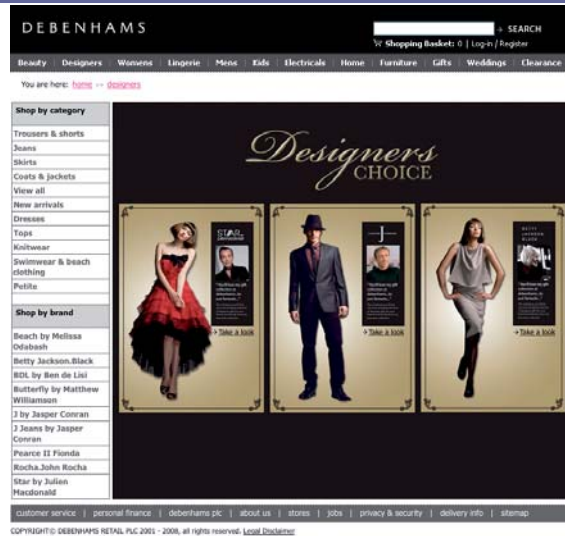 DEBENHAMS
SEARCH
Shopping Basket: 0 | Log-in / Register
Beauty | Designers | Womens | Lingerie | Mens | Kids | Electricals | Home | Furniture | Gifts | Weddings | Clearance
You are here: home >> designers
Shop by category
Trousers & shorts
Jeans
Skirts
Coats & jackets
View all
New arrivals
Dresses
Tops
Knitwear
Swimwear & beach
clothing
Petite
Shop by brand
Beach by Melissa
Odabash
Betty Jackson.Black
BDL by Ben de Lisi
Butterfly by Matthew
Williamson
J by Jasper Conran
J Jeans by Jasper
Conran
Pearce II Fionda
Rocha.John Rocha
Star by Julien
Macdonald
Designers
CHOICE
STAR
Take a look
J
Take a look
BETTY
JACKSON
BLACK
Take a look
customer service | personal finance | debenhams plc | about us | stores | jobs | privacy & security | delivery info | sitemap
COPYRIGHT© DEBENHAMS RETAIL PLC 2001 - 2008, all rights reserved. Legal Disclaimer